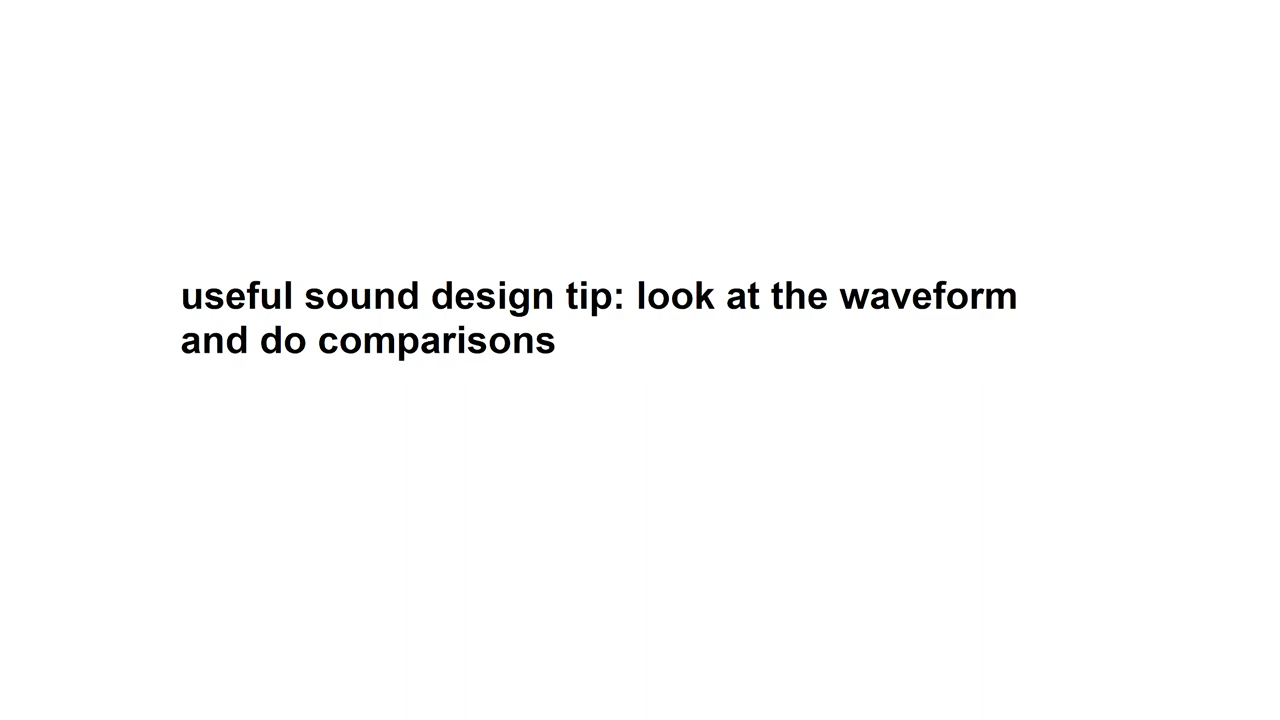 useful sound design tip: look at the waveform
and do comparisons